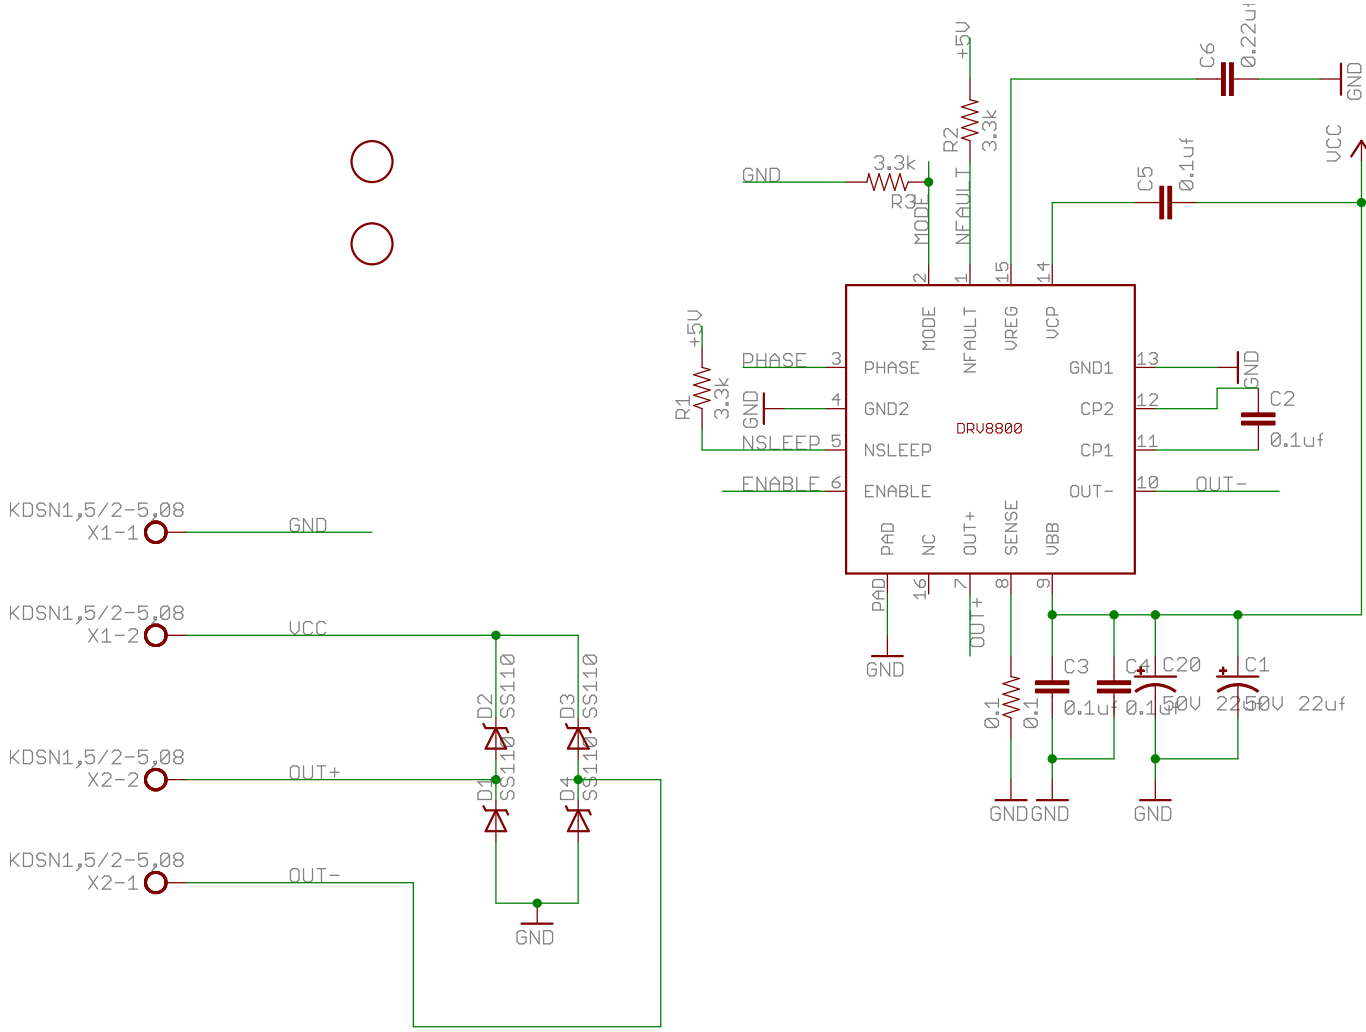 +5V
C6
0.22uf
GND
R2
3.3k
VCC
C5
0.1uf
3.3k
GND
R3
MODE
NFAULT
2
1
15
14
+5V
R1
3.3k
MODE
NFAULT
VREG
VCP
PHASE
3
PHASE
GND1
13
GND
GND
4
GND2
CP2
12
C2
0.1uf
DRV8800
NSLEEP
5
NSLEEP
CP1
11
ENABLE
6
ENABLE
OUT-
10
OUT-
PAD
NC
OUT+
SENSE
VBB
PAD
16
7
8
9
OUT+
GND
0.1
0.1
C3
0.1uf
C4
0.1uf
C20
50V 22uf
C1
50V 22uf
GND
GND
GND
KDSN1,5/2-5,08
X1-1
GND
KDSN1,5/2-5,08
X1-2
VCC
D2
SS110
D3
SS110
KDSN1,5/2-5,08
X2-2
OUT+
D1
SS110
D4
SS110
KDSN1,5/2-5,08
X2-1
OUT-
GND